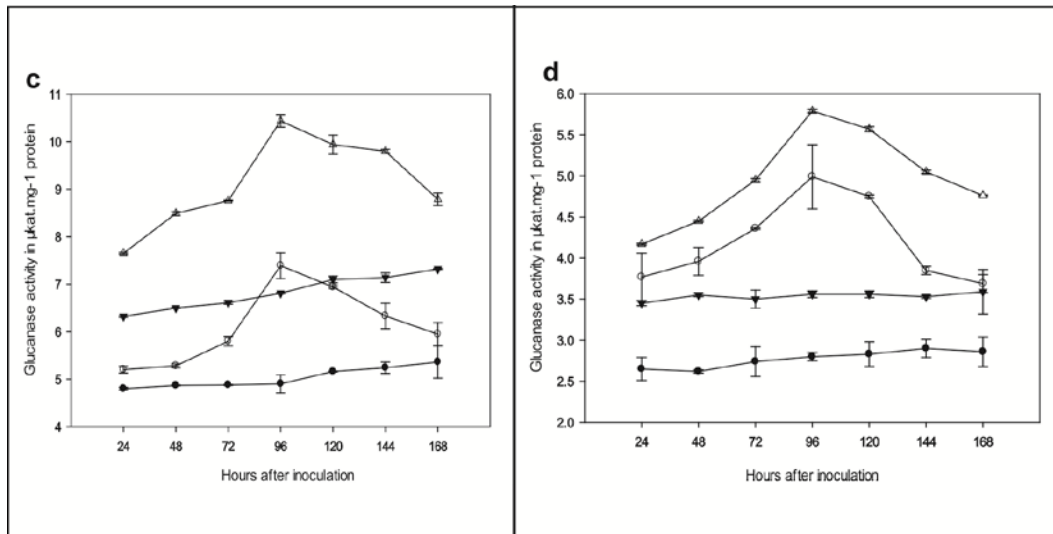 c
Glucanase activity in µkat.mg-1 protein
11
10
9
8
7
6
5
4
24 48 72 96 120 144 168
Hours after inoculation
d
Glucanase activity in µkat.mg-1 protein
6.0
5.5
5.0
4.5
4.0
3.5
3.0
2.5
2.0
24 48 72 96 120 144 168
Hours after inoculation